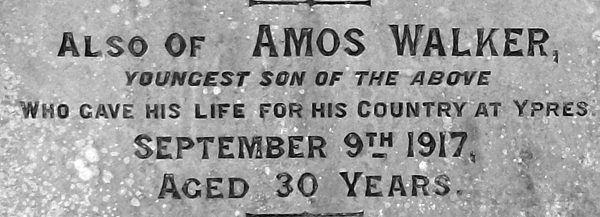 ALSO OF AMOS WALKER,
YOUNGEST SON OF THE ABOVE
WHO GAVE HIS LIFE FOR HIS COUNTRY AT YPRES.
SEPTEMBER 9TH 1917,
AGED 30 YEARS.